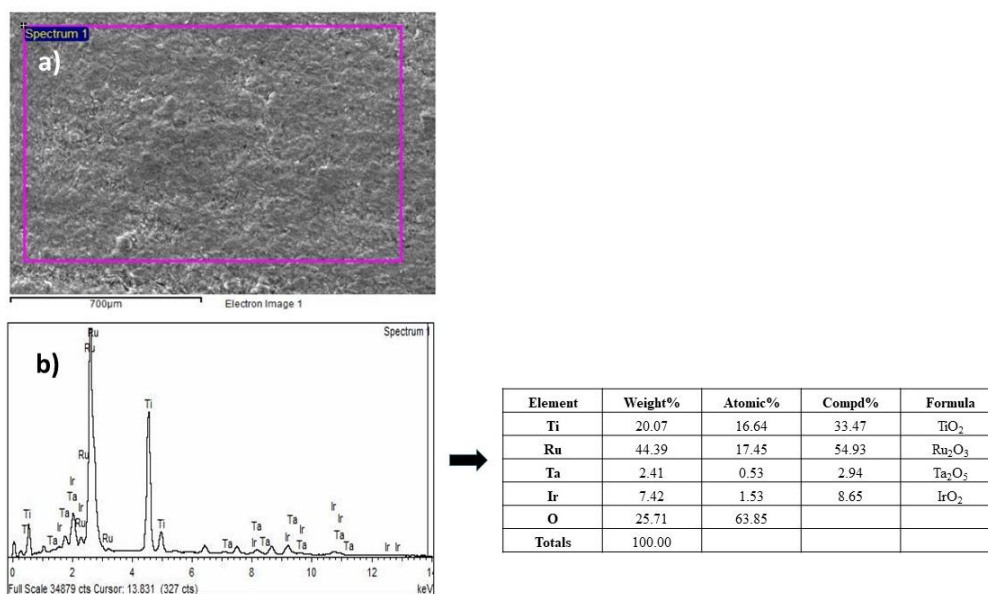 Spectrum 1
a)
700µm Electron Image 1
b)
Spectrum 1
Ru
Ru
Ti
Ru
Ir
Ta
Ti
Ir
Ta
Ir
Ti
Ir
Ru
Ta
Ru
Ti
Ir
Ir
Ta
Ir
Ta
Ir
Ta
Ta
Ir
Ta
Ta
Ta
Ir
Ir
0 2 4 6 8 10 12 14
Full Scale 34879 cts Cursor: 13.831 (327 cts) keV
Element Weight% Atomic% Compd% Formula
Ti 20.07 16.64 33.47 TiO₂
Ru 44.39 17.45 54.93 Ru₂O₃
Ta 2.41 0.53 2.94 Ta₂O₅
Ir 7.42 1.53 8.65 IrO₂
O 25.71 63.85
Totals 100.00